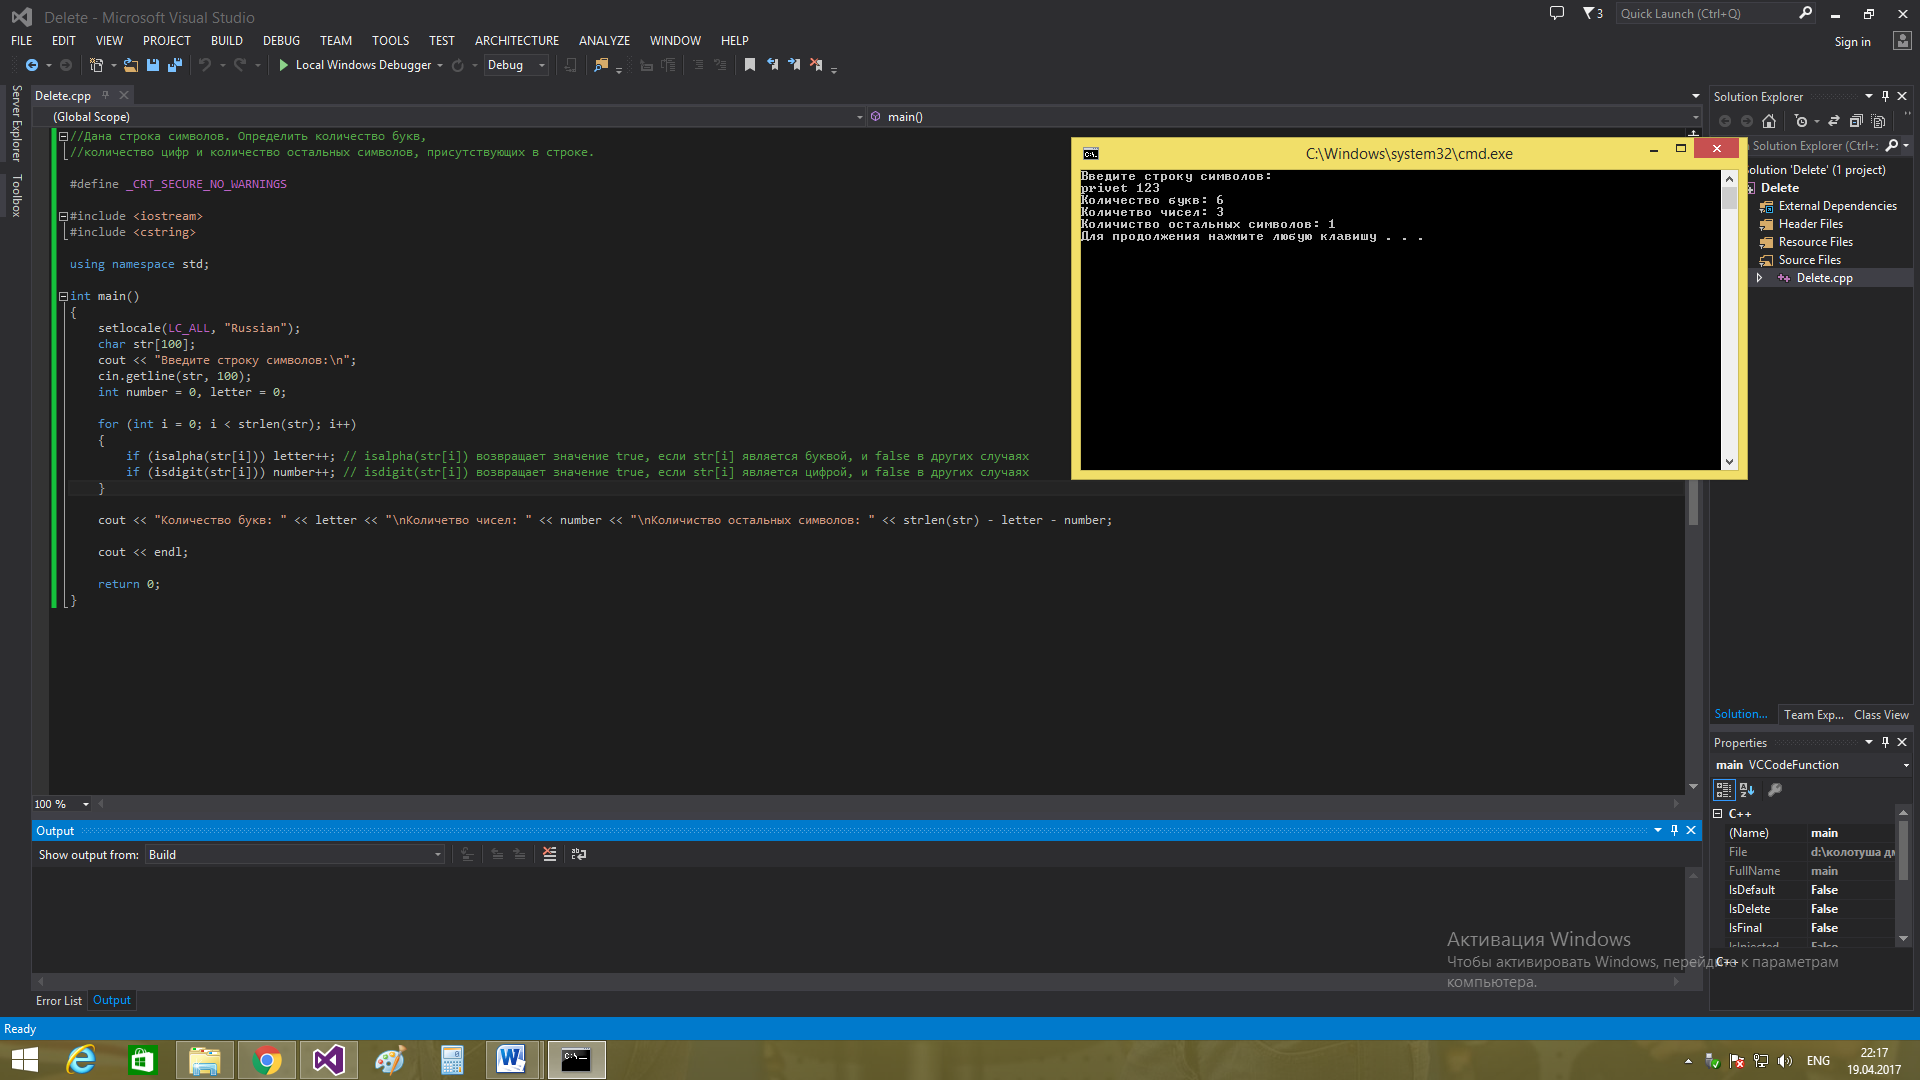 Delete - Microsoft Visual Studio
3
Quick Launch (Ctrl+Q)
FILE EDIT VIEW PROJECT BUILD DEBUG TEAM TOOLS TEST ARCHITECTURE ANALYZE WINDOW HELP
Sign in
Local Windows Debugger
Debug
Server Explorer
Toolbox
Delete.cpp
(Global Scope)
main()
//Дана строка символов. Определить количество букв,
//количество цифр и количество остальных символов, присутствующих в строке.
#define _CRT_SECURE_NO_WARNINGS
#include <iostream>
#include <cstring>
using namespace std;
int main()
{
setlocale(LC_ALL, "Russian");
char str[100];
cout << "Введите строку символов:\n";
cin.getline(str, 100);
int number = 0, letter = 0;
for (int i = 0; i < strlen(str); i++)
{
if (isalpha(str[i])) letter++; // isalpha(str[i]) возвращает значение true, если str[i] является буквой, и false в других случаях
if (isdigit(str[i])) number++; // isdigit(str[i]) возвращает значение true, если str[i] является цифрой, и false в других случаях
}
cout << "Количество букв: " << letter << "\nКоличетво чисел: " << number << "\nКоличиство остальных символов: " << strlen(str) - letter - number;
cout << endl;
return 0;
}
C:\Windows\system32\cmd.exe
Введите строку символов:
privet 123
Количество букв: 6
Количетво чисел: 3
Количиство остальных символов: 1
Для продолжения нажмите любую клавишу . . .
Solution Explorer
Solution Explorer (Ctrl+;
olution 'Delete' (1 project)
Delete
External Dependencies
Header Files
Resource Files
Source Files
Delete.cpp
Solution... Team Exp... Class View
Properties
main VCCodeFunction
C++
(Name) main
File d:\колотуша дм
FullName main
IsDefault False
IsDelete False
IsFinal False
IsInjected False
C++
100 %
Output
Show output from: Build
Error List Output
Активация Windows
Чтобы активировать Windows, перейдите к параметрам
компьютера.
Ready
ENG
22:17
19.04.2017